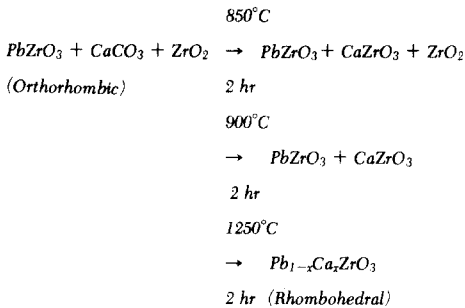 850°C
PbZrO₃ + CaCO₃ + ZrO₂ → PbZrO₃ + CaZrO₃ + ZrO₂
(Orthorhombic) 2 hr
900°C
→ PbZrO₃ + CaZrO₃
2 hr
1250°C
→ Pb₁₋ₓCaₓZrO₃
2 hr (Rhombohedral)